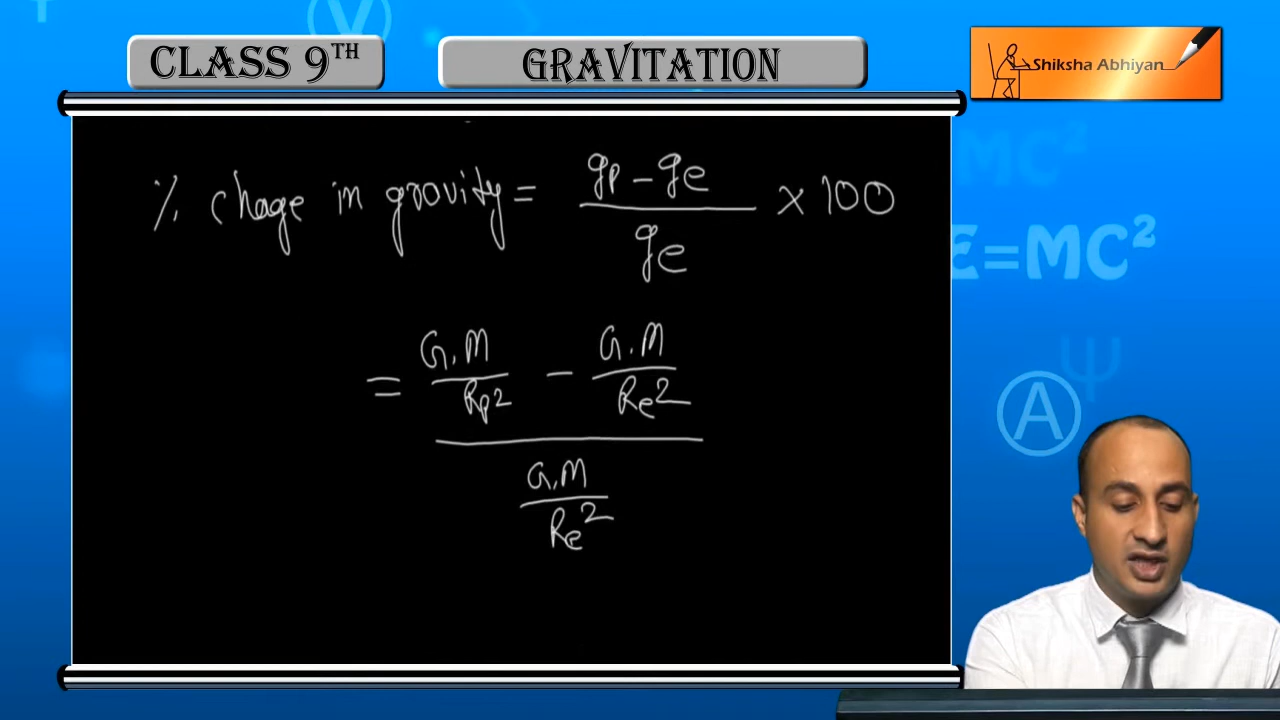 CLASS 9TH
GRAVITATION
Shiksha Abhiyan
V
MC²
E=MC²
Ψ
A
% chage in gravity = gp - ge / ge × 100
= G.M / Rp² - G.M / Re²
G.M / Re²